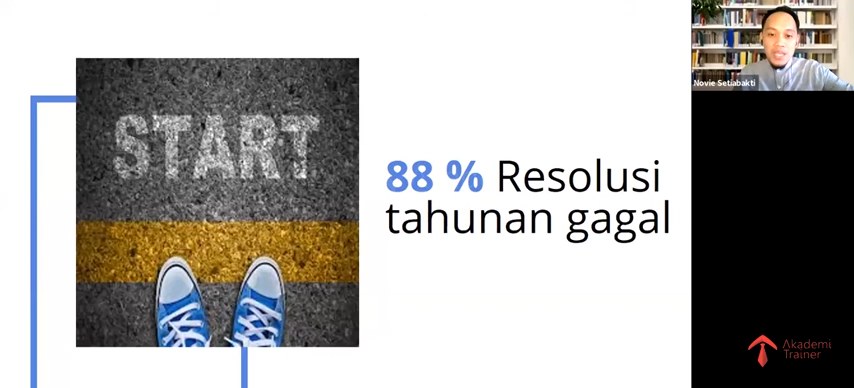 START
88 % Resolusi
tahunan gagal
Novie Setiabakti
Akademi
Trainer